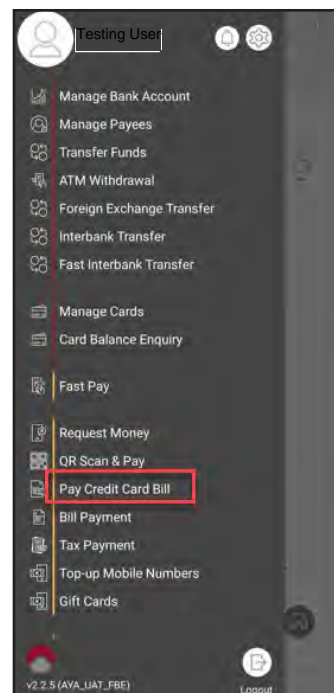 Testing User
Manage Bank Account
Manage Payees
Transfer Funds
ATM Withdrawal
Foreign Exchange Transfer
Interbank Transfer
Fast Interbank Transfer
Manage Cards
Card Balance Enquiry
Fast Pay
Request Money
QR Scan & Pay
Pay Credit Card Bill
Bill Payment
Tax Payment
Top-up Mobile Numbers
Gift Cards
v2.2.5 (AYA_UAT_FBE)
Logout